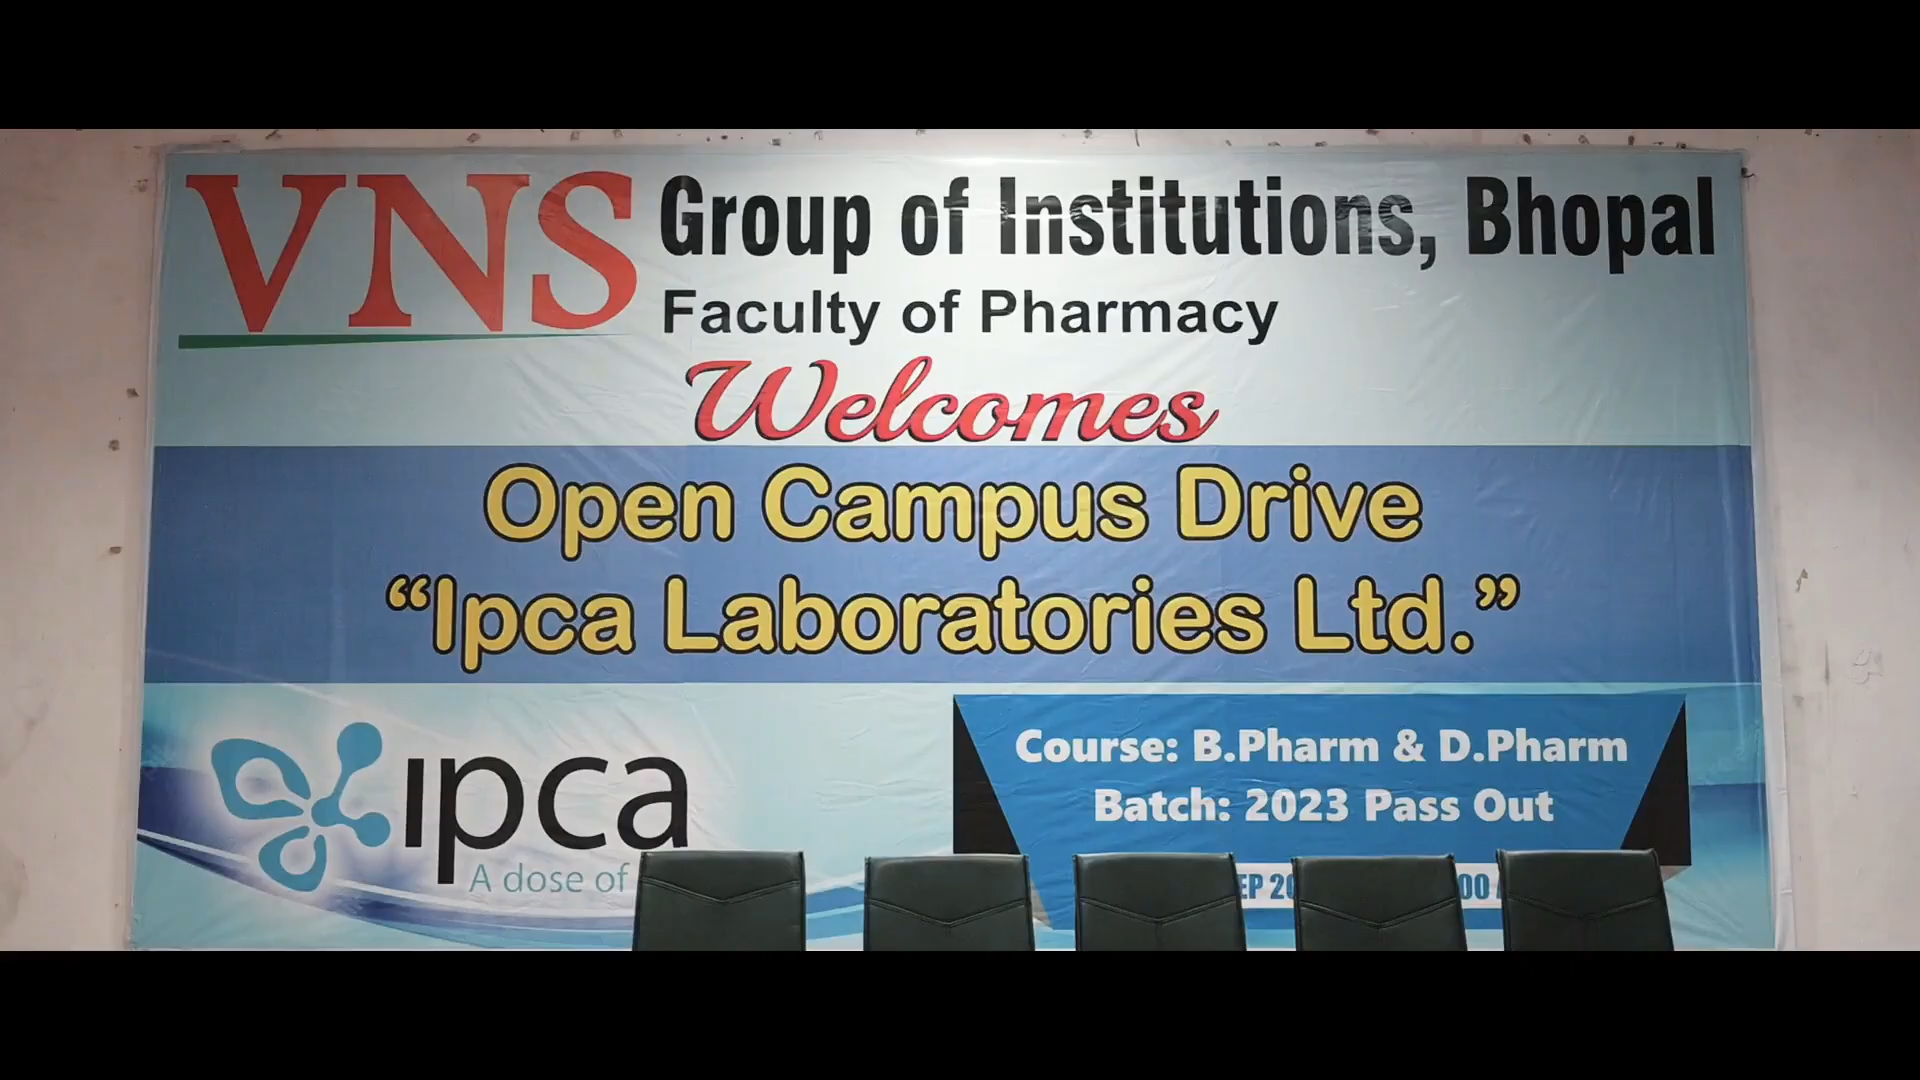 VNS Group of Institutions, Bhopal
Faculty of Pharmacy
Welcomes
Open Campus Drive
“Ipca Laboratories Ltd.”
ipca
A dose of
Course: B.Pharm & D.Pharm
Batch: 2023 Pass Out